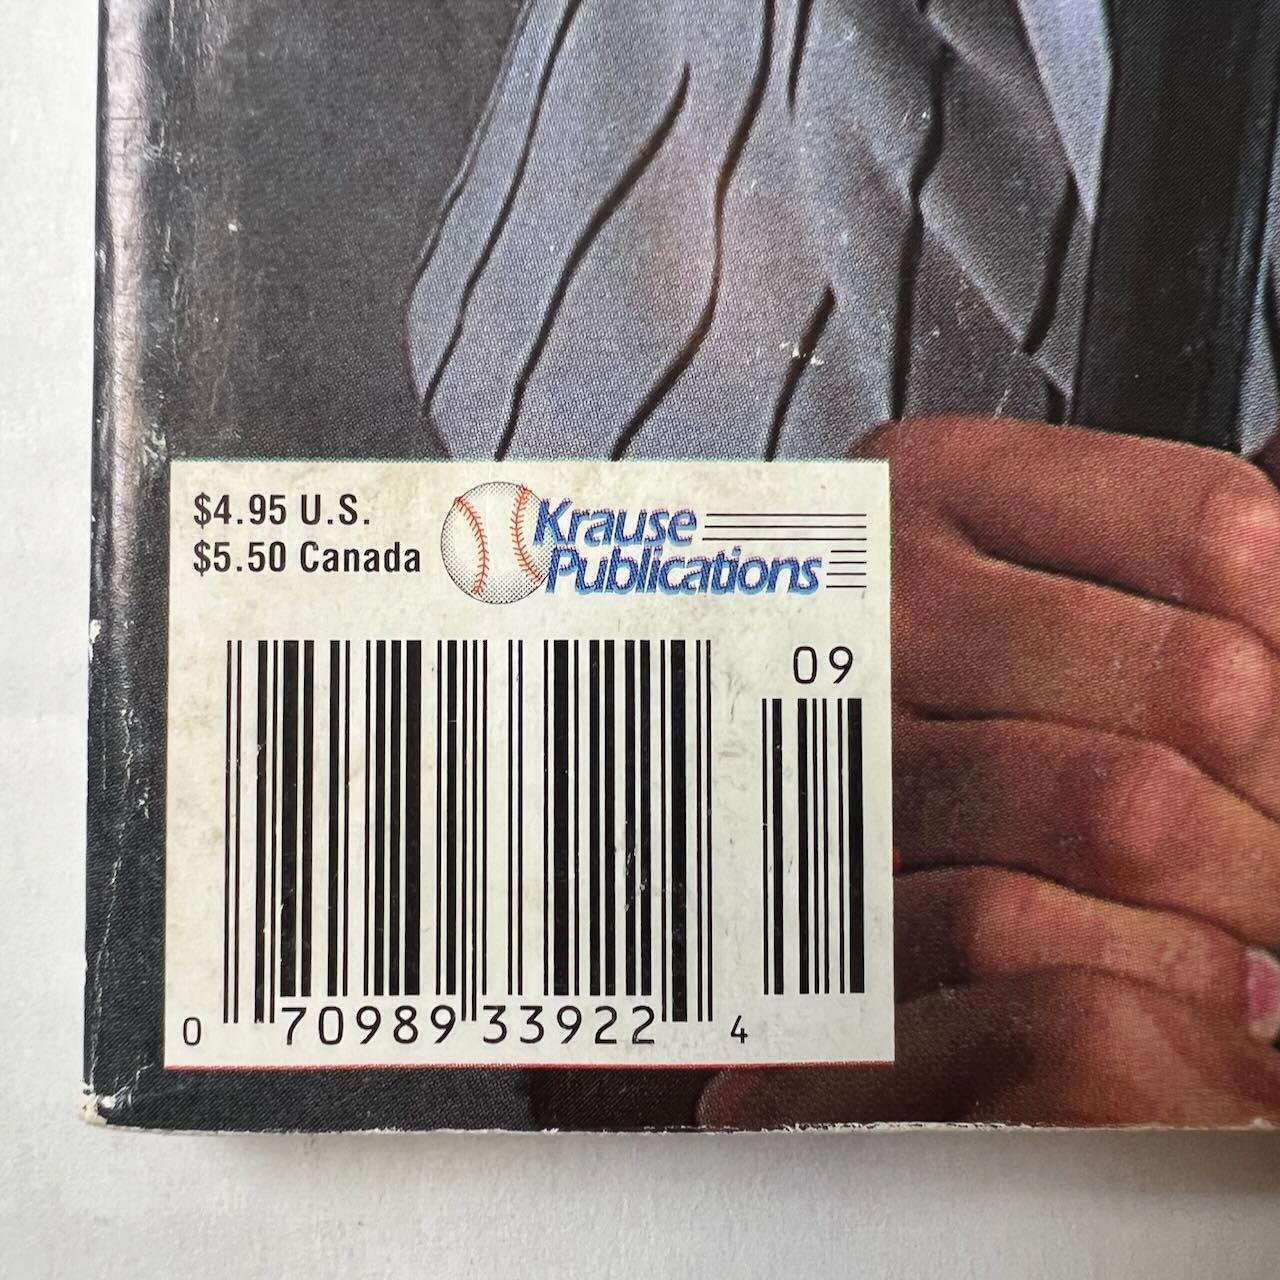 $4.95 U.S.
$5.50 Canada
Krause
Publications
09
0 70989 33922 4